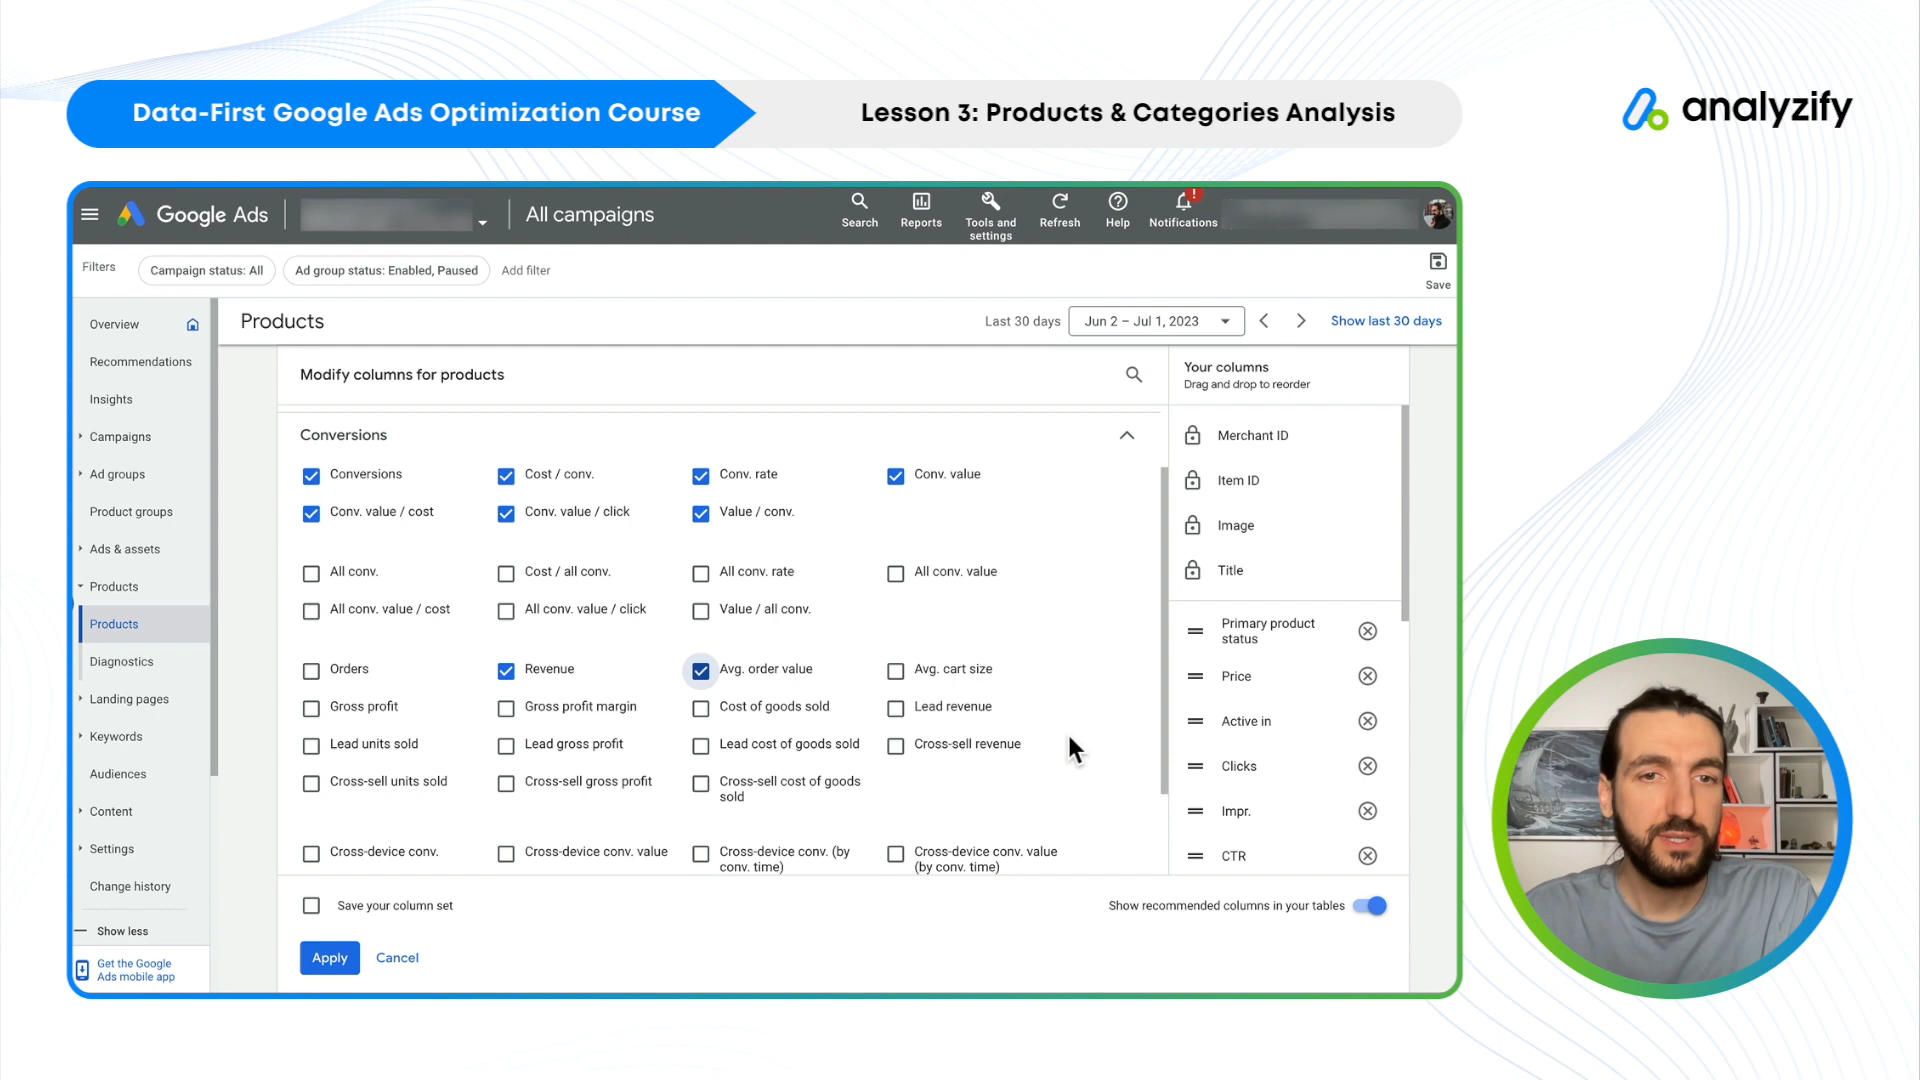 Data-First Google Ads Optimization Course
Lesson 3: Products & Categories Analysis
analyzify
Google Ads
All campaigns
Search
Reports
Tools and
settings
Refresh
Help
!
Notifications
Filters
Campaign status: All
Ad group status: Enabled, Paused
Add filter
Save
Overview
Recommendations
Insights
Campaigns
Ad groups
Product groups
Ads & assets
Products
Products
Diagnostics
Landing pages
Keywords
Audiences
Content
Settings
Change history
Show less
Get the Google
Ads mobile app
Products
Last 30 days
Jun 2 – Jul 1, 2023
Show last 30 days
Modify columns for products
Conversions
Conversions
Cost / conv.
Conv. rate
Conv. value
Conv. value / cost
Conv. value / click
Value / conv.
All conv.
Cost / all conv.
All conv. rate
All conv. value
All conv. value / cost
All conv. value / click
Value / all conv.
Orders
Revenue
Avg. order value
Avg. cart size
Gross profit
Gross profit margin
Cost of goods sold
Lead revenue
Lead units sold
Lead gross profit
Lead cost of goods sold
Cross-sell revenue
Cross-sell units sold
Cross-sell gross profit
Cross-sell cost of goods
sold
Cross-device conv.
Cross-device conv. value
Cross-device conv. (by
conv. time)
Cross-device conv. value
(by conv. time)
Save your column set
Show recommended columns in your tables
Apply
Cancel
Your columns
Drag and drop to reorder
Merchant ID
Item ID
Image
Title
Primary product
status
Price
Active in
Clicks
Impr.
CTR